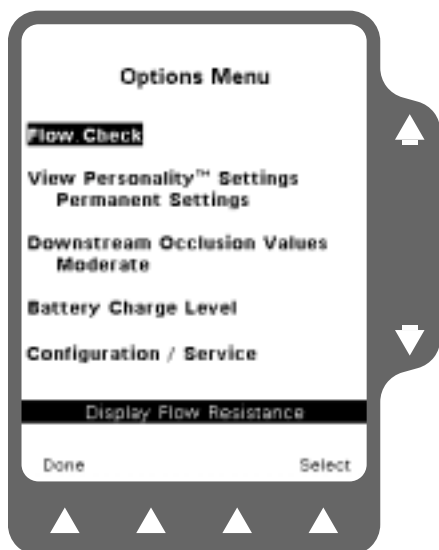 Options Menu
Flow Check
View Personality™ Settings
Permanent Settings
Downstream Occlusion Values
Moderate
Battery Charge Level
Configuration / Service
Display Flow Resistance
Done Select